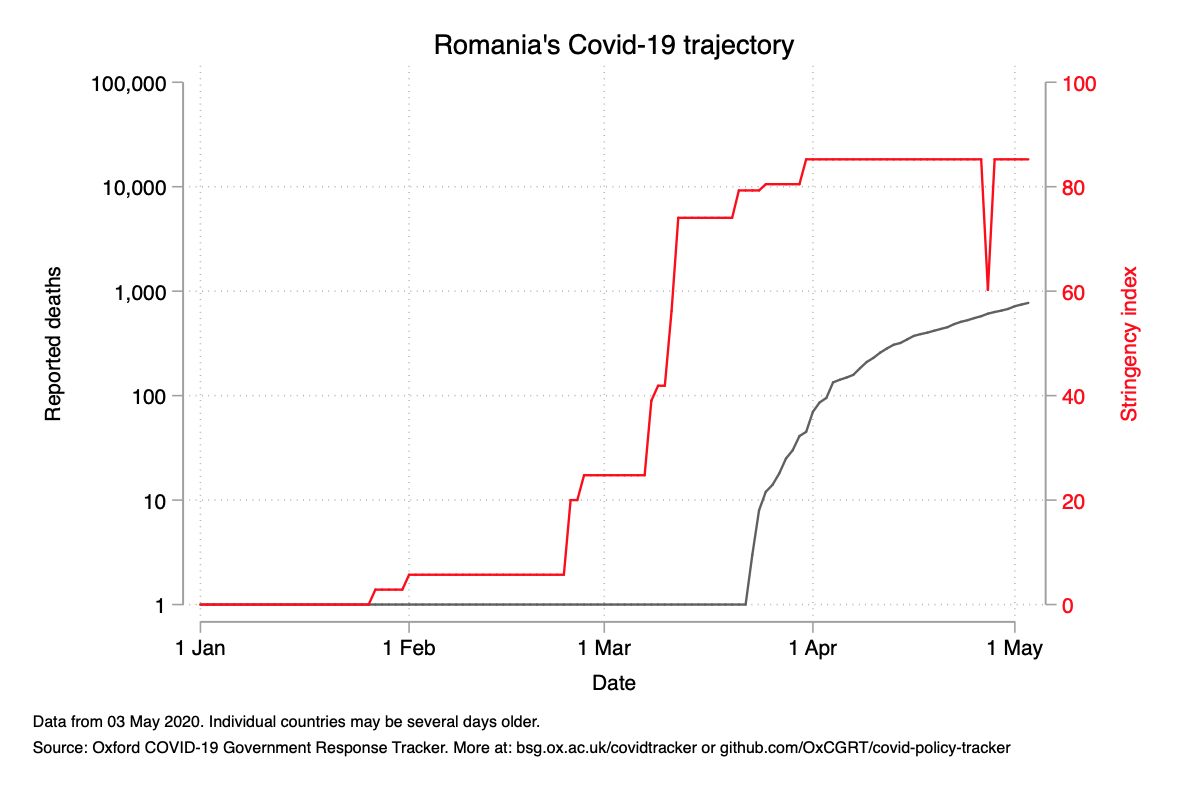 Romania's Covid-19 trajectory
100,000
10,000
1,000
100
10
1
Reported deaths
100
80
60
40
20
0
Stringency index
1 Jan
1 Feb
1 Mar
1 Apr
1 May
Date
Data from 03 May 2020. Individual countries may be several days older.
Source: Oxford COVID-19 Government Response Tracker. More at: bsg.ox.ac.uk/covidtracker or github.com/OxCGRT/covid-policy-tracker